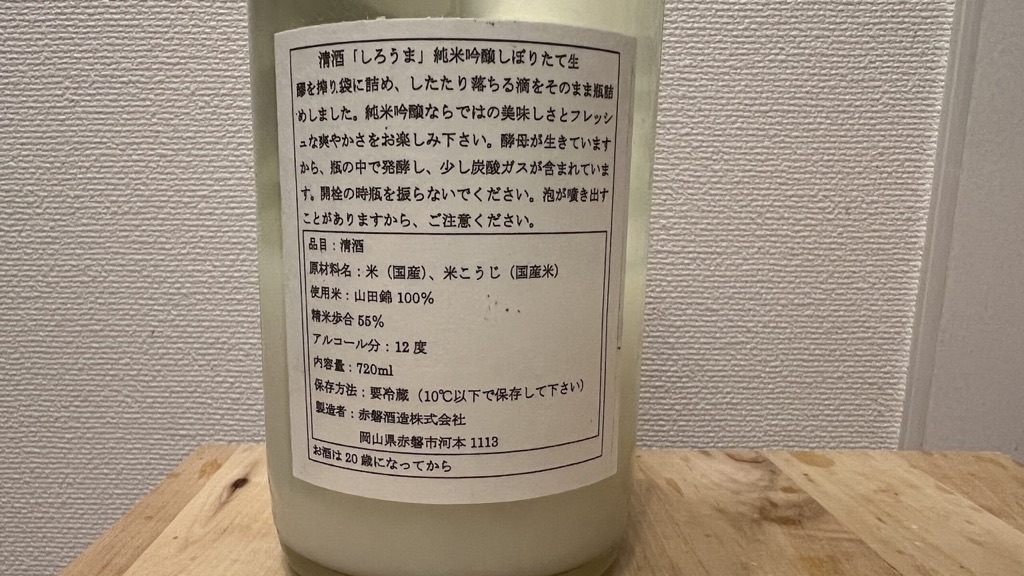 清酒「しろうま」純米吟醸しぼりたて生
醪を搾り袋に詰め、したたり落ちる滴をそのまま瓶詰
めしました。純米吟醸ならではの美味しさとフレッシ
ュな爽やかさをお楽しみ下さい。酵母が生きています
から、瓶の中で発酵し、少し炭酸ガスが含まれていま
す。開栓の時瓶を振らないでください。泡が噴き出す
ことがありますから、ご注意ください。
品目：清酒
原材料名：米（国産）、米こうじ（国産米）
使用米：山田錦 100％
精米歩合 55％
アルコール分：12 度
内容量：720ml
保存方法：要冷蔵（10℃以下で保存して下さい）
製造者：赤磐酒造株式会社
岡山県赤磐市河本 1113
お酒は 20 歳になってから